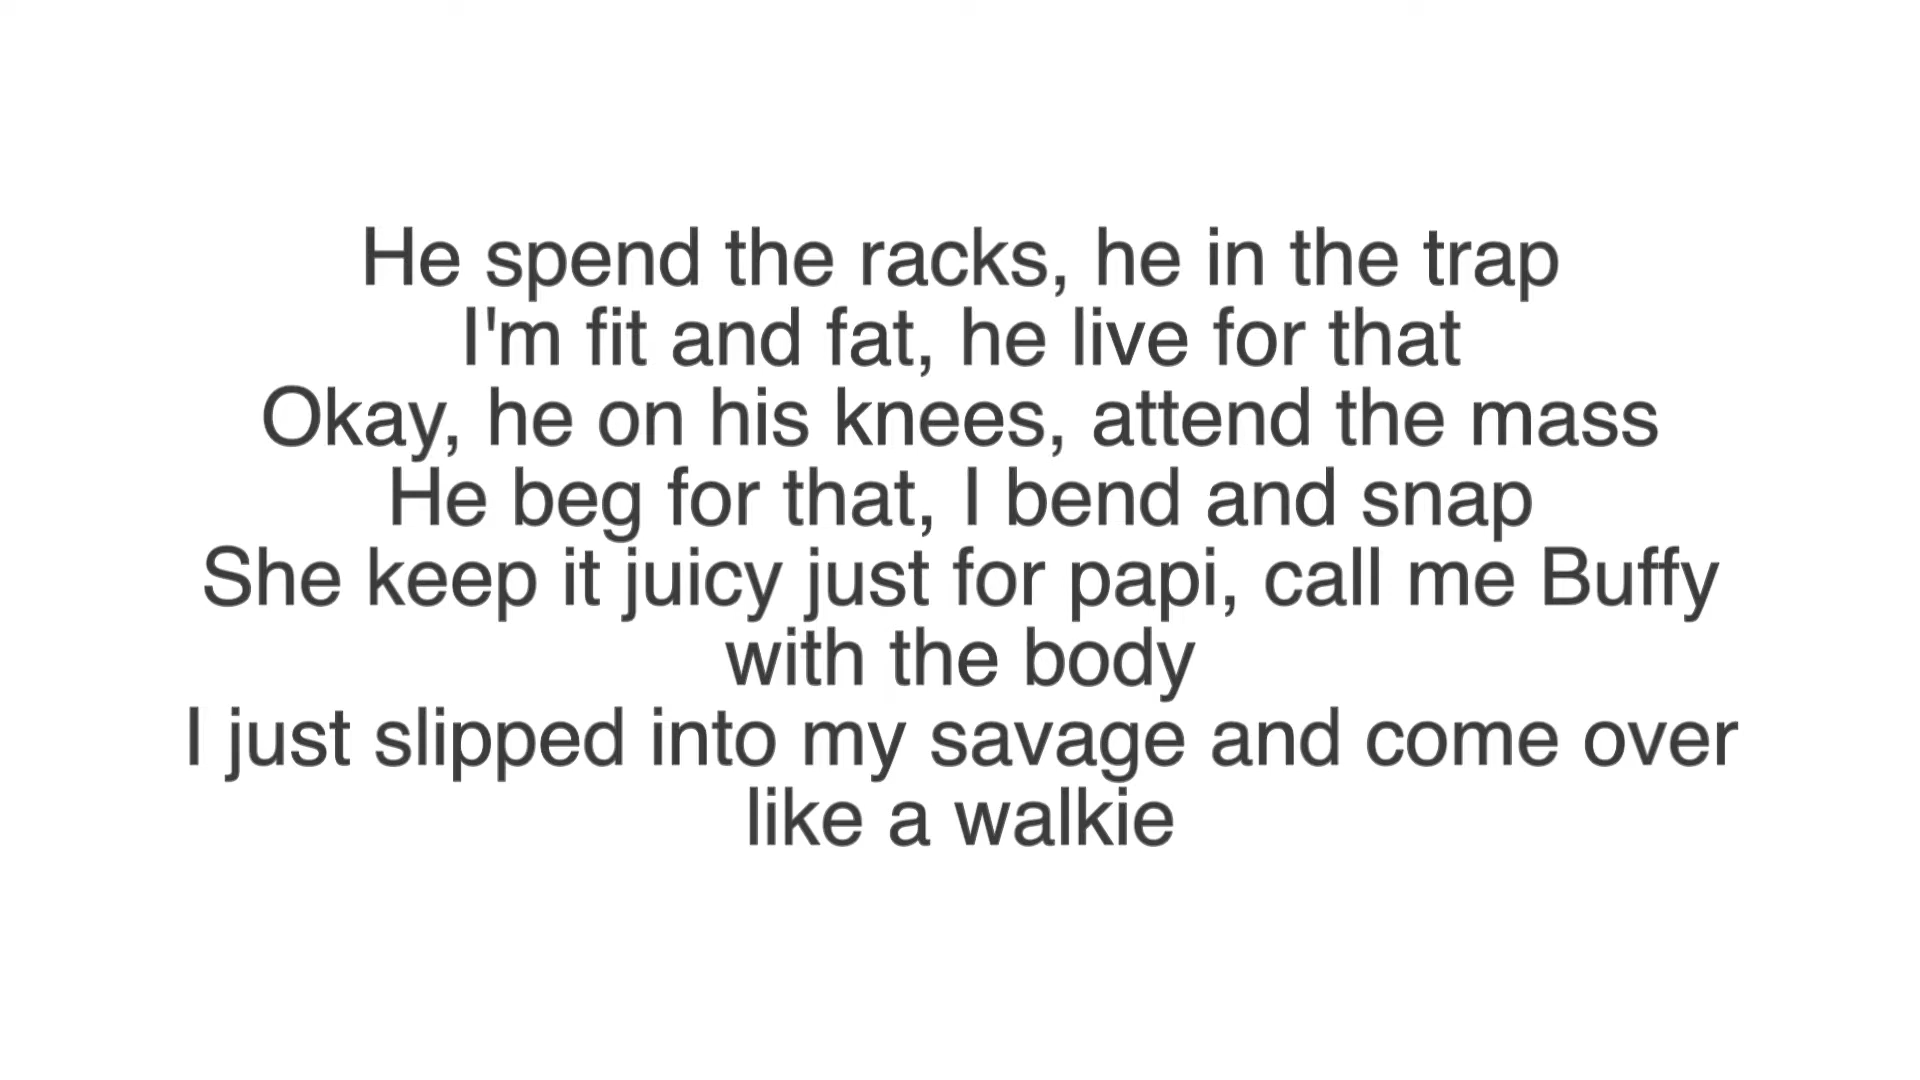 He spend the racks, he in the trap
I'm fit and fat, he live for that
Okay, he on his knees, attend the mass
He beg for that, I bend and snap
She keep it juicy just for papi, call me Buffy
with the body
I just slipped into my savage and come over
like a walkie